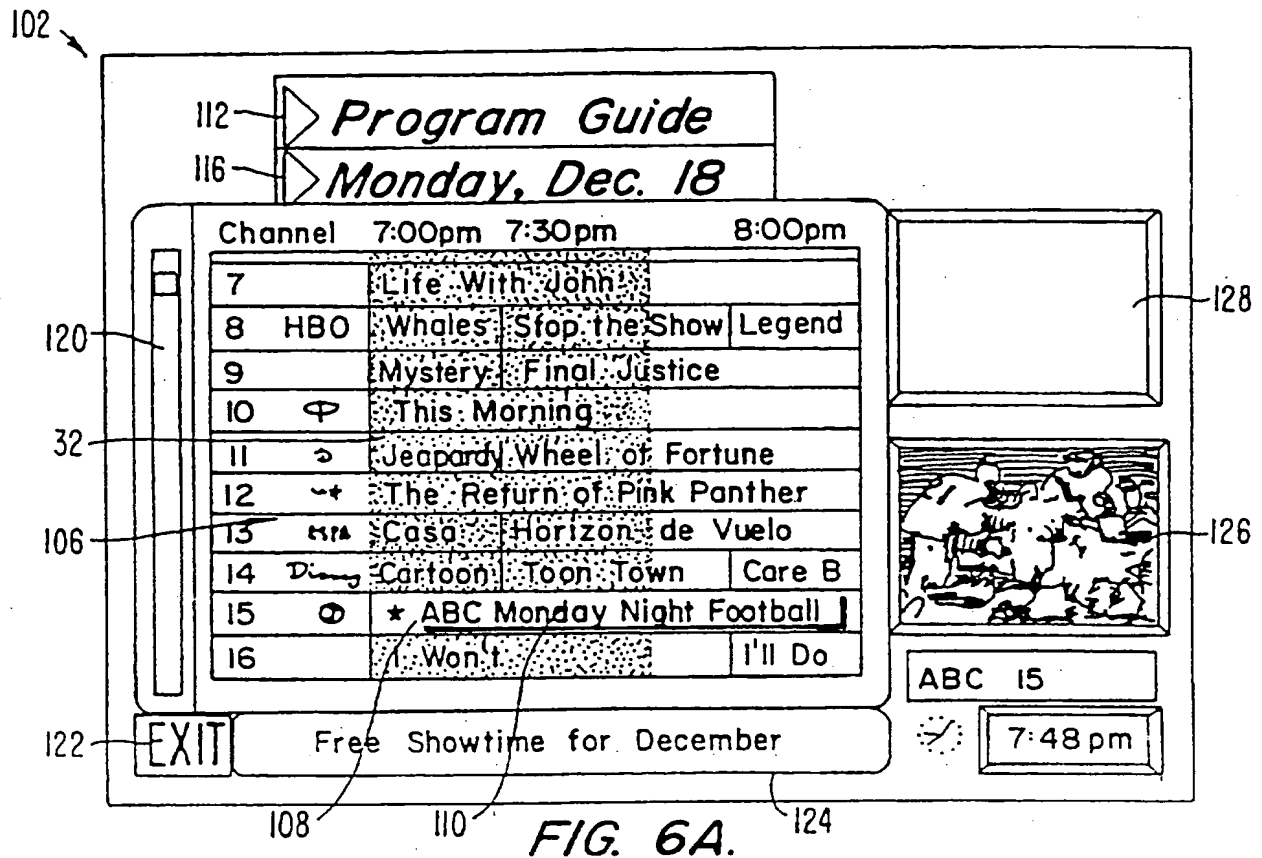 102
112
Program Guide
116
Monday, Dec. 18
Channel 7:00pm 7:30pm 8:00pm
7 Life With John
8 HBO Whales Stop the Show Legend
128
120
9 Mystery Final Justice
10 This Morning
32
11 Jeapardy Wheel of Fortune
12 The Return of Pink Panther
106
13 Casa Horizon de Vuelo
126
14 Disney Cartoon Toon Town Care B
15 * ABC Monday Night Football
16 I Won't I'll Do
ABC 15
122
EXIT
Free Showtime for December
7:48 pm
108
110
124
FIG. 6A.